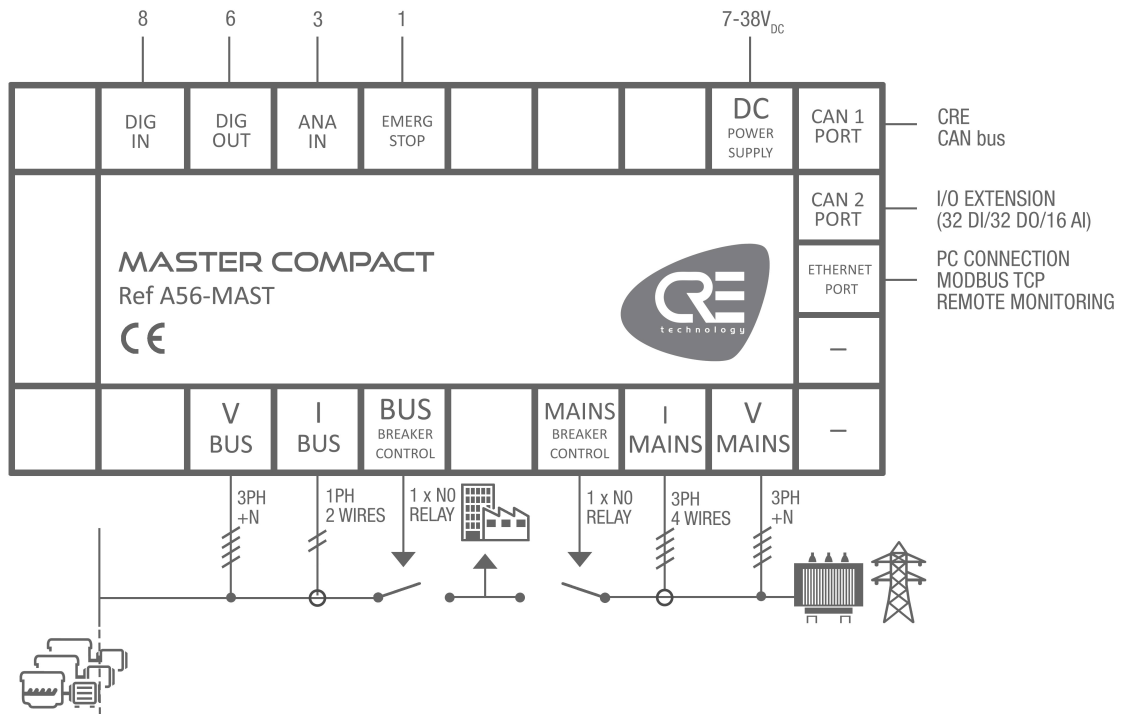 8
6
3
1
7-38VDC
DIG
IN
DIG
OUT
ANA
IN
EMERG
STOP
DC
POWER
SUPPLY
CAN 1
PORT
CRE
CAN bus
CAN 2
PORT
I/O EXTENSION
(32 DI/32 DO/16 AI)
MASTER COMPACT
Ref A56-MAST
CE
CRE
technology
ETHERNET
PORT
PC CONNECTION
MODBUS TCP
REMOTE MONITORING
–
V
BUS
I
BUS
BUS
BREAKER
CONTROL
MAINS
BREAKER
CONTROL
I
MAINS
V
MAINS
–
3PH
+N
1PH
2 WIRES
1 x NO
RELAY
1 x NO
RELAY
3PH
4 WIRES
3PH
+N